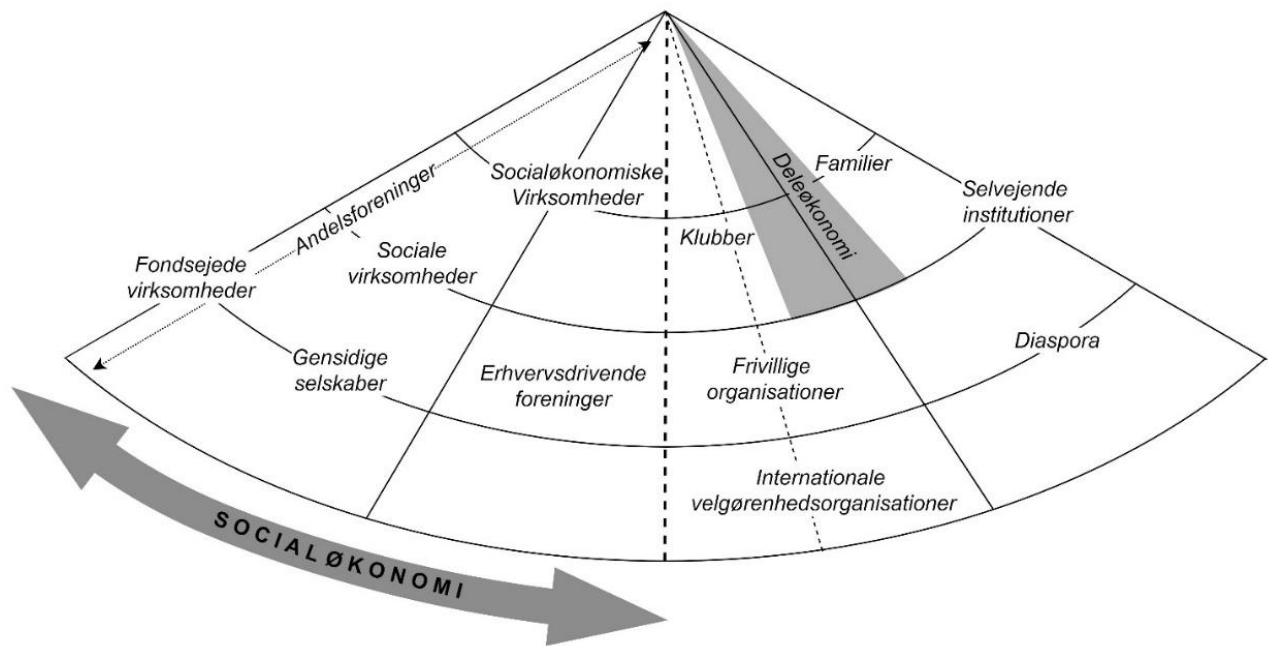 Socialøkonomiske
Virksomheder
Familier
Deleøkonomi
Selvejende
institutioner
Andelsforeninger
Klubber
Sociale
virksomheder
Fondsejede
virksomheder
Diaspora
Gensidige
selskaber
Erhvervsdrivende
foreninger
Frivillige
organisationer
Internationale
velgørenhedsorganisationer
SOCIALØKONOMI